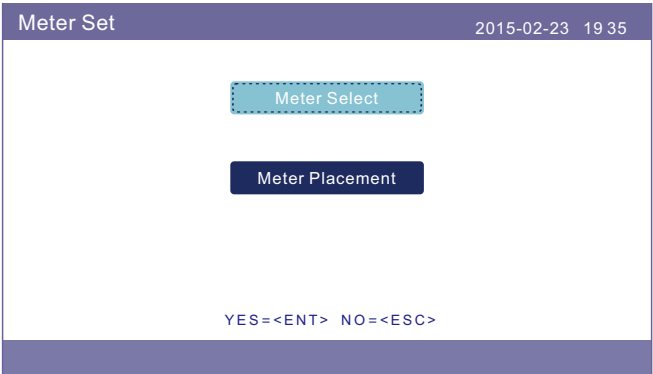 Meter Set
2015-02-23 19 35
Meter Select
Meter Placement
YES=<ENT> NO=<ESC>